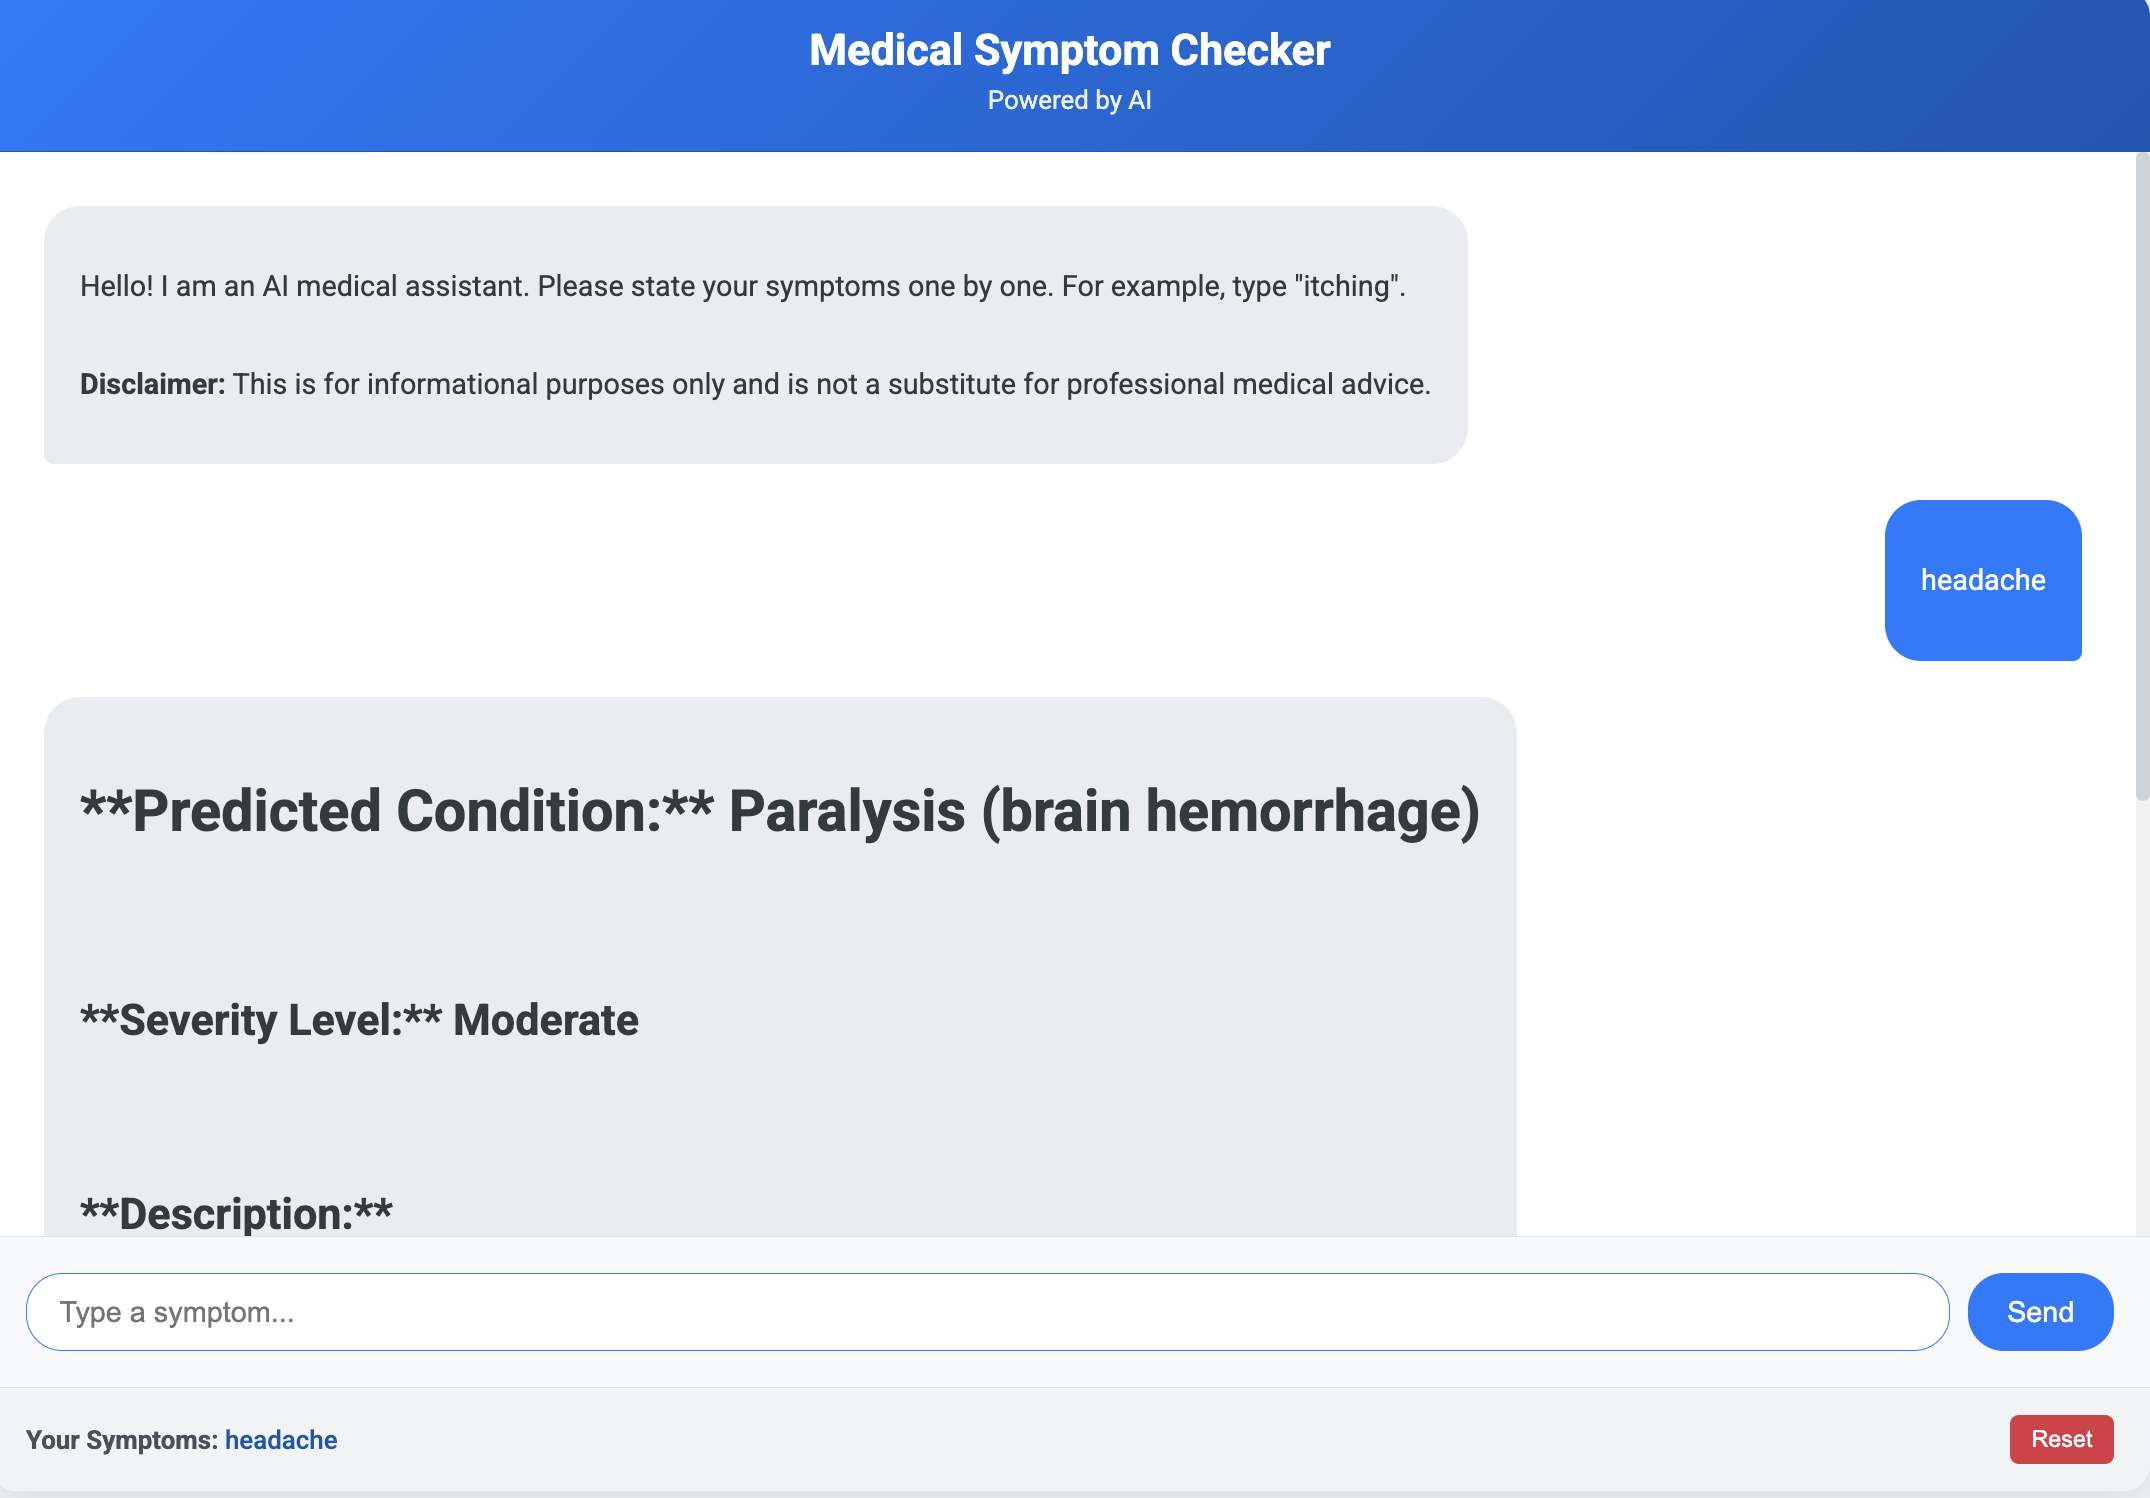 Medical Symptom Checker
Powered by AI
Hello! I am an AI medical assistant. Please state your symptoms one by one. For example, type "itching".
Disclaimer: This is for informational purposes only and is not a substitute for professional medical advice.
headache
**Predicted Condition:** Paralysis (brain hemorrhage)
**Severity Level:** Moderate
**Description:**
Type a symptom...
Send
Your Symptoms: headache
Reset